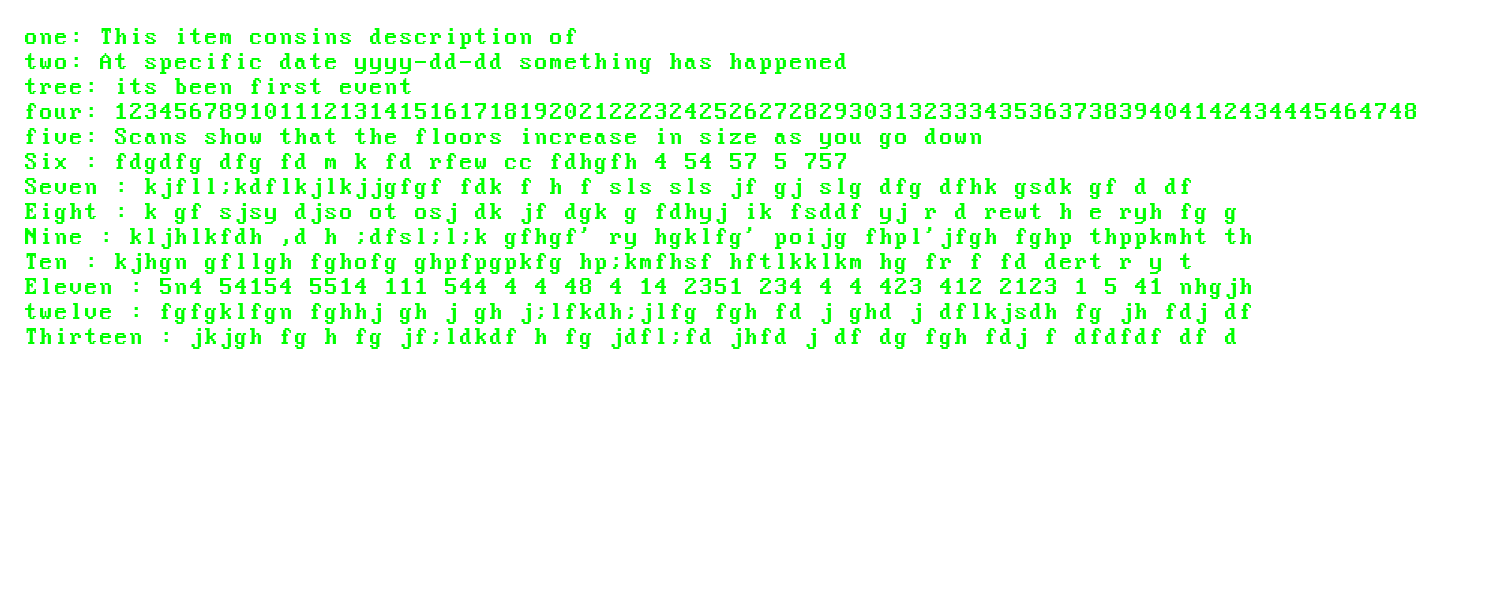 one: This item consins description of
two: At specific date yyyy-dd-dd something has happened
tree: its been first event
four: 123456789101112131415161718192021222324252627282930313233343536373839404142434445464748
five: Scans show that the floors increase in size as you go down
Six : fdgdfg dfg fd m k fd rfew cc fdhgfh 4 54 57 5 757
Seven : kjfll;kdflkjlkjjgfgf fdk f h f sls sls jf gj slg dfg dfhk gsdk gf d df
Eight : k gf sjsy djso ot osj dk jf dgk g fdhyj ik fsddf yj r d rewt h e ryh fg g
Nine : kljhlkfdh ,d h ;dfsl;l;k gfhgf' ry hgklfg' poijg fhpl'jfgh fghp thppkmht th
Ten : kjhgn gfllgh fghofg ghpfpgpkfg hp;kmfhsf hftlkklkm hg fr f fd dert r y t
Eleven : 5n4 54154 5514 111 544 4 4 48 4 14 2351 234 4 4 423 412 2123 1 5 41 nhgjh
twelve : fgfgklfgn fghhj gh j gh j;lfkdh;jlfg fgh fd j ghd j dflkjsdh fg jh fdj df
Thirteen : jkjgh fg h fg jf;ldkdf h fg jdfl;fd jhfd j df dg fgh fdj f dfdfdf df d